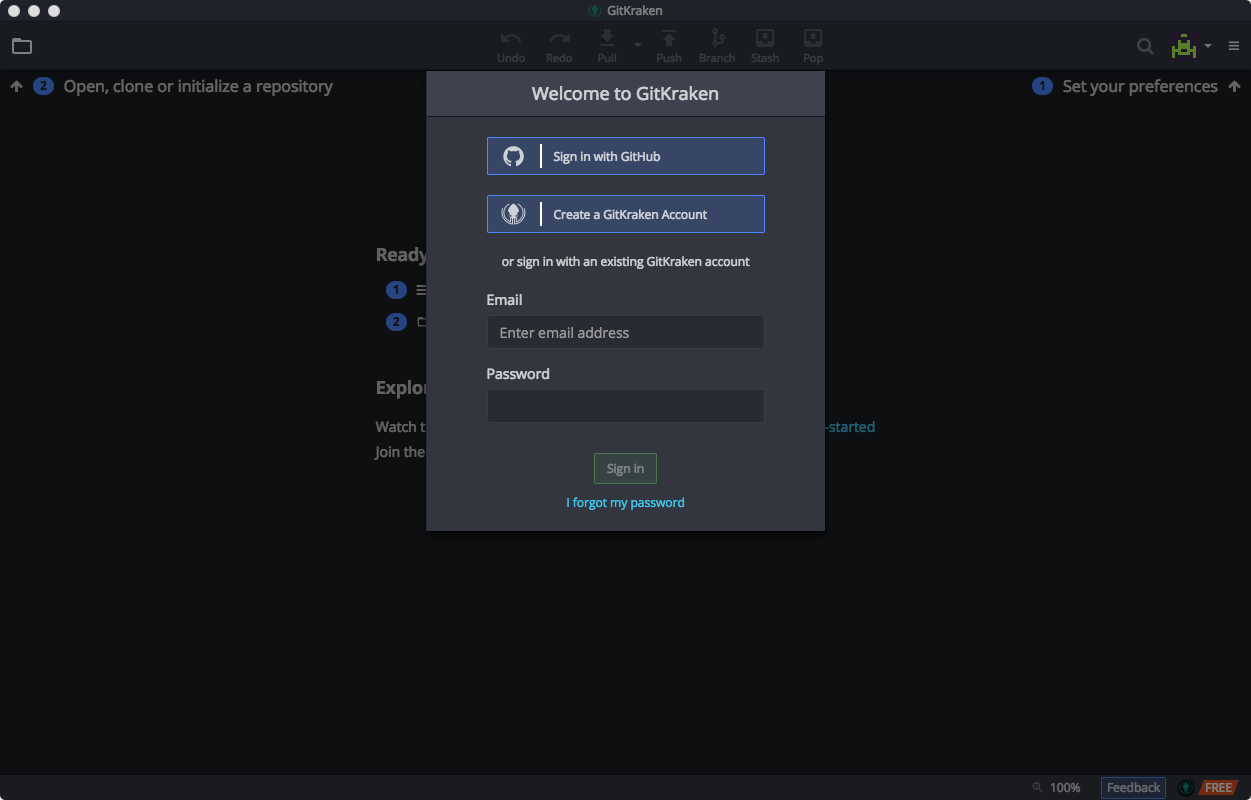 GitKraken
Undo Redo Pull Push Branch Stash Pop
2 Open, clone or initialize a repository
1 Set your preferences
Welcome to GitKraken
Sign in with GitHub
Create a GitKraken Account
or sign in with an existing GitKraken account
Ready
1
2
Email
Enter email address
Password
Explor
Watch t
-started
Join the
Sign in
I forgot my password
100% Feedback FREE